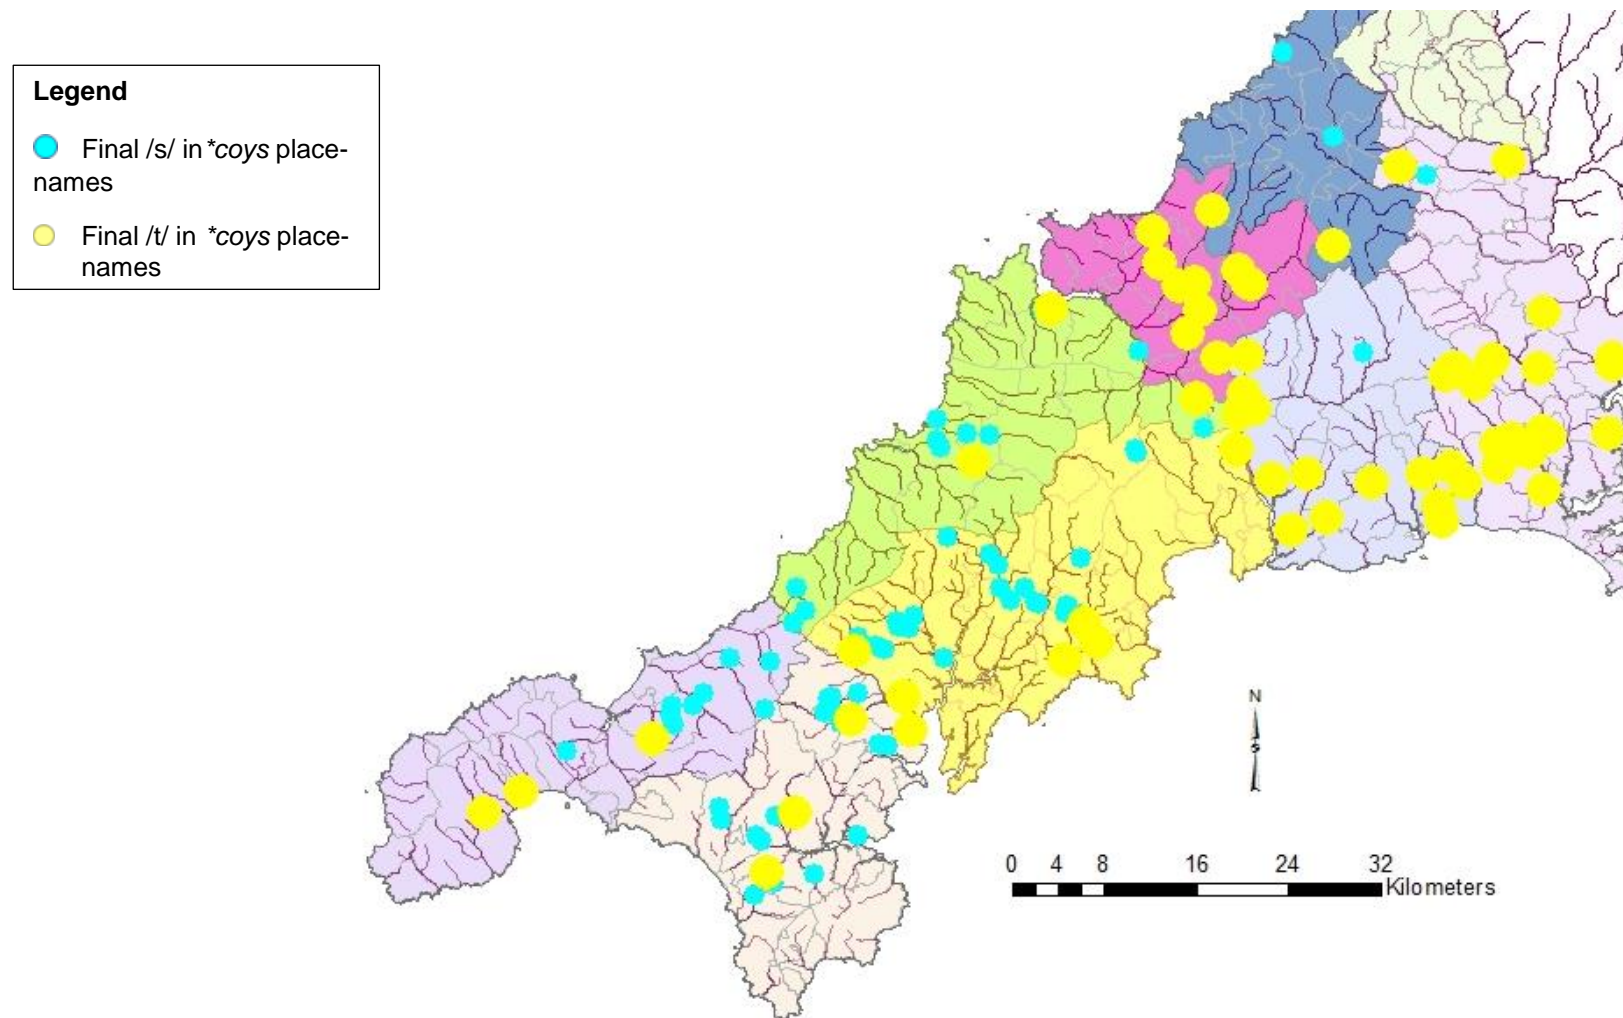 Legend
Final /s/ in *coys place-
names
Final /t/ in *coys place-
names
N
S
0 4 8 16 24 32
Kilometers